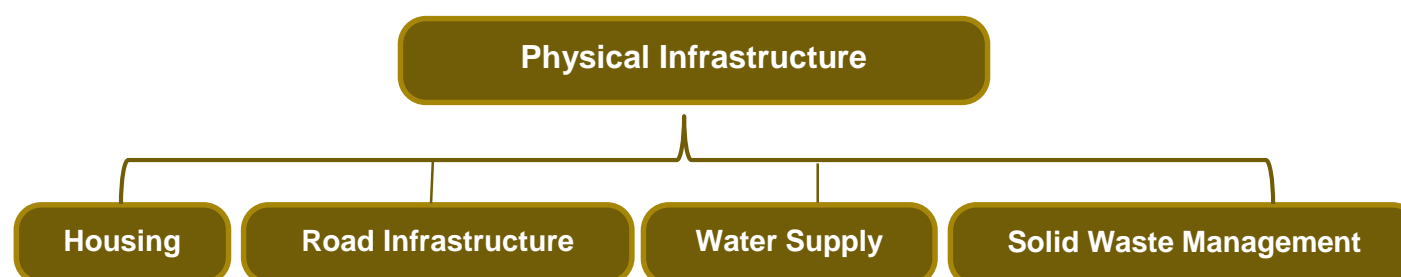 Physical Infrastructure
Housing
Road Infrastructure
Water Supply
Solid Waste Management